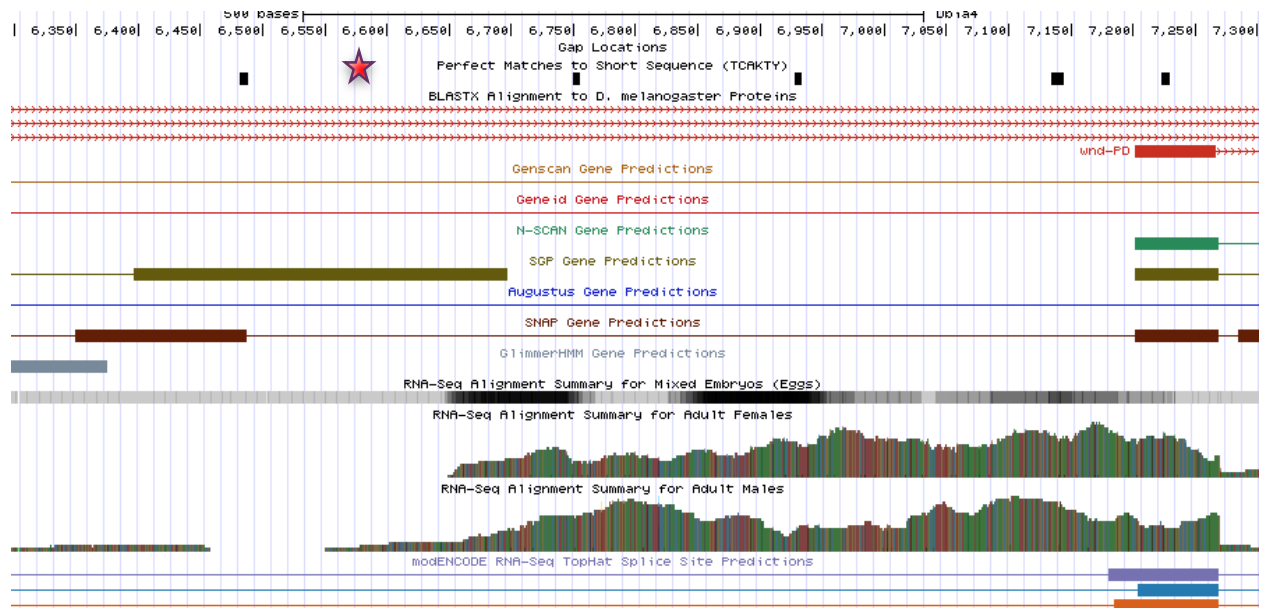 500 bases Dbia4
| 6,350| 6,400| 6,450| 6,500| 6,550| 6,600| 6,650| 6,700| 6,750| 6,800| 6,850| 6,900| 6,950| 7,000| 7,050| 7,100| 7,150| 7,200| 7,250| 7,300|
Gap Locations
Perfect Matches to Short Sequence (TCAKTY)
BLASTX Alignment to D. melanogaster Proteins
wnd-PD
Genscan Gene Predictions
Geneid Gene Predictions
N-SCAN Gene Predictions
SGP Gene Predictions
Augustus Gene Predictions
SNAP Gene Predictions
GlimmerHMM Gene Predictions
RNA-Seq Alignment Summary for Mixed Embryos (Eggs)
RNA-Seq Alignment Summary for Adult Females
RNA-Seq Alignment Summary for Adult Males
modENCODE RNA-Seq TopHat Splice Site Predictions